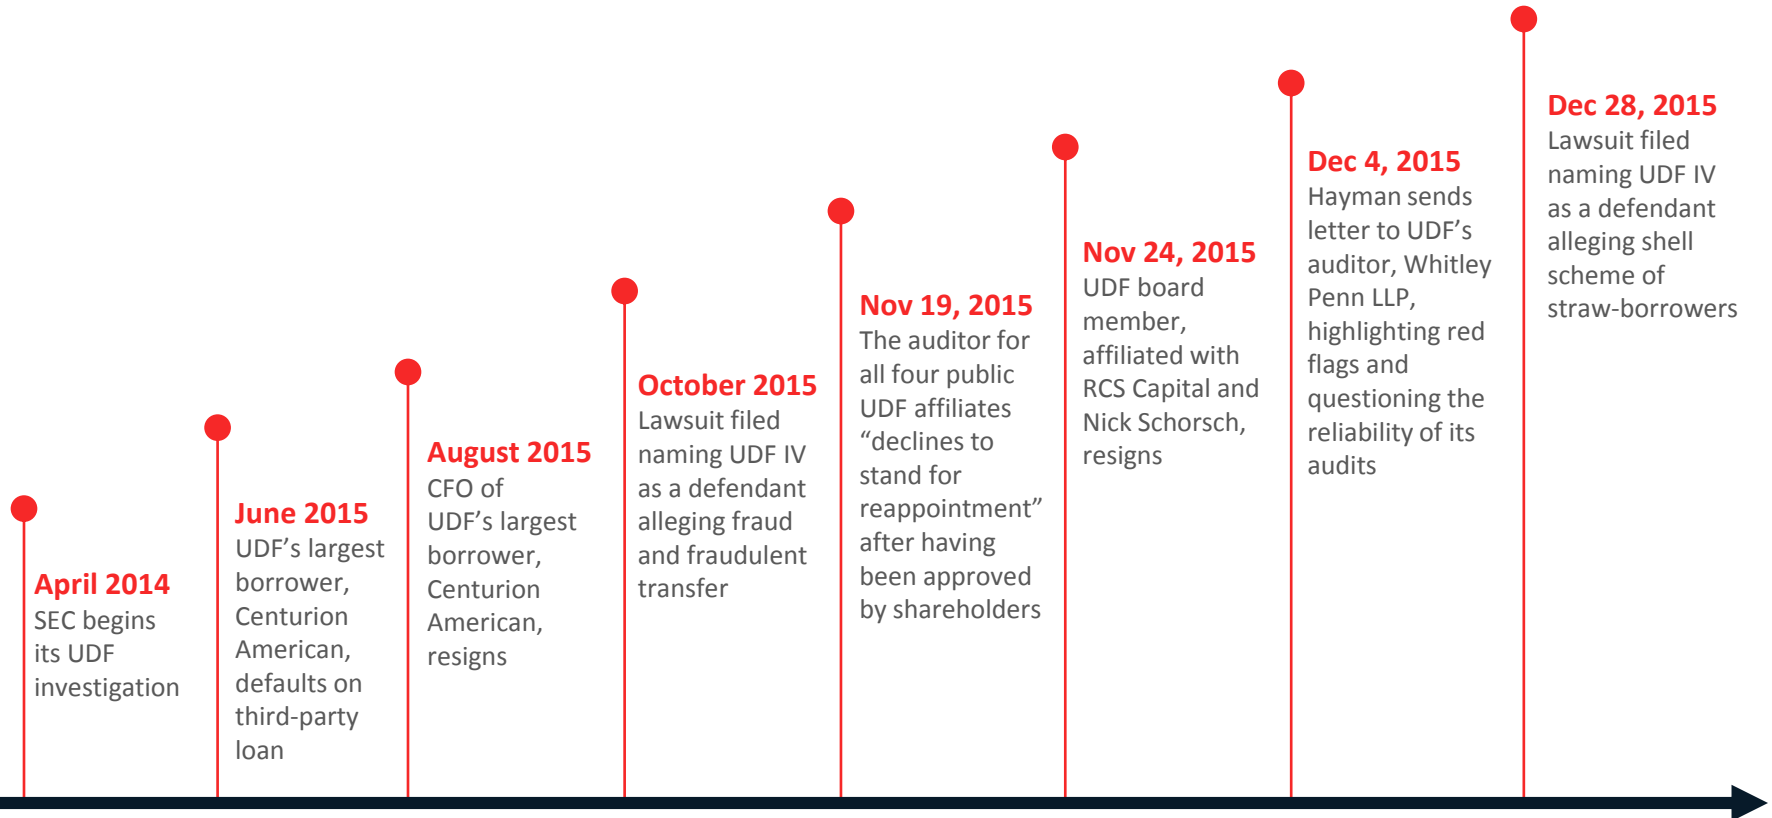 April 2014
SEC begins
its UDF
investigation
June 2015
UDF’s largest
borrower,
Centurion
American,
defaults on
third-party
loan
August 2015
CFO of
UDF’s largest
borrower,
Centurion
American,
resigns
October 2015
Lawsuit filed
naming UDF IV
as a defendant
alleging fraud
and fraudulent
transfer
Nov 19, 2015
The auditor for
all four public
UDF affiliates
“declines to
stand for
reappointment”
after having
been approved
by shareholders
Nov 24, 2015
UDF board
member,
affiliated with
RCS Capital and
Nick Schorsch,
resigns
Dec 4, 2015
Hayman sends
letter to UDF’s
auditor, Whitley
Penn LLP,
highlighting red
flags and
questioning the
reliability of its
audits
Dec 28, 2015
Lawsuit filed
naming UDF IV
as a defendant
alleging shell
scheme of
straw-borrowers